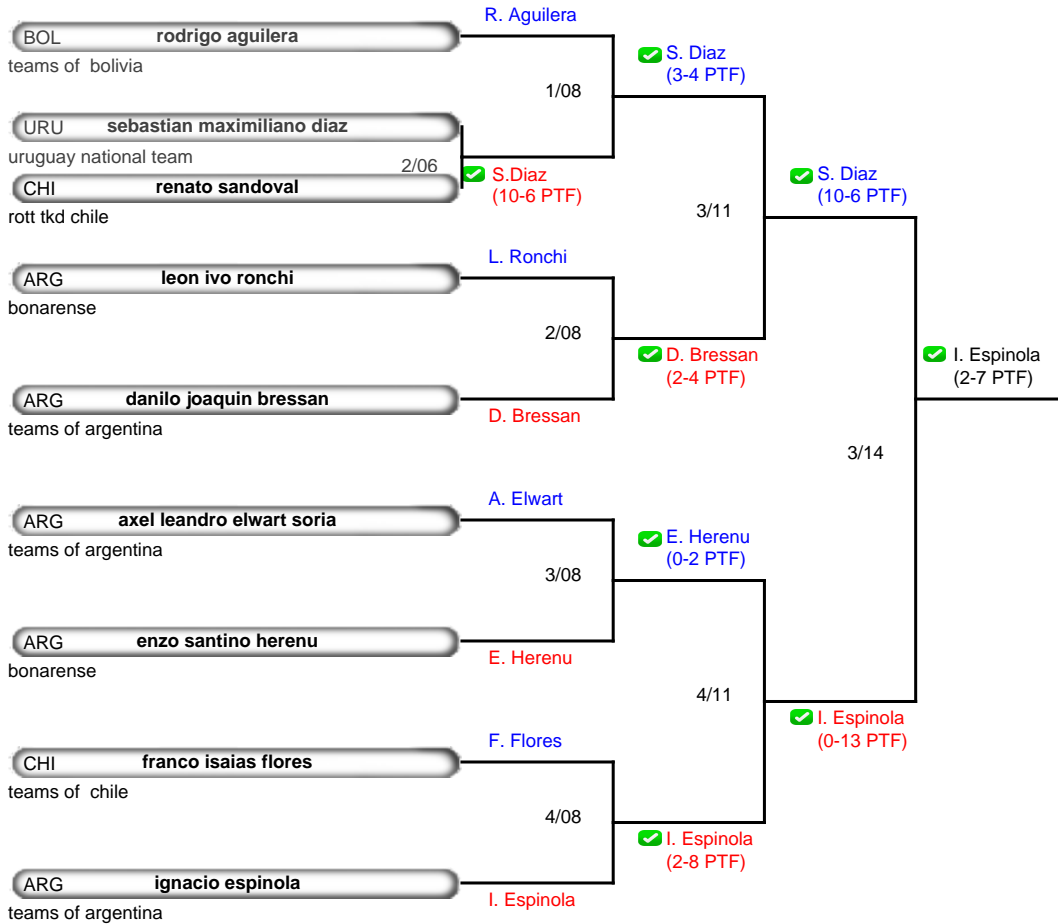 R. Aguilera
BOL rodrigo aguilera
teams of  bolivia
S. Diaz
(3-4 PTF)
1/08
URU sebastian maximiliano diaz
uruguay national team
2/06
S.Diaz
(10-6 PTF)
CHI renato sandoval
rott tkd chile
S. Diaz
(10-6 PTF)
3/11
L. Ronchi
ARG leon ivo ronchi
bonarense
2/08
D. Bressan
(2-4 PTF)
I. Espinola
(2-7 PTF)
ARG danilo joaquin bressan
D. Bressan
teams of argentina
3/14
A. Elwart
ARG axel leandro elwart soria
teams of argentina
E. Herenu
(0-2 PTF)
3/08
ARG enzo santino herenu
E. Herenu
bonarense
4/11
I. Espinola
(0-13 PTF)
F. Flores
CHI franco isaias flores
teams of  chile
4/08
I. Espinola
(2-8 PTF)
ARG ignacio espinola
I. Espinola
teams of argentina